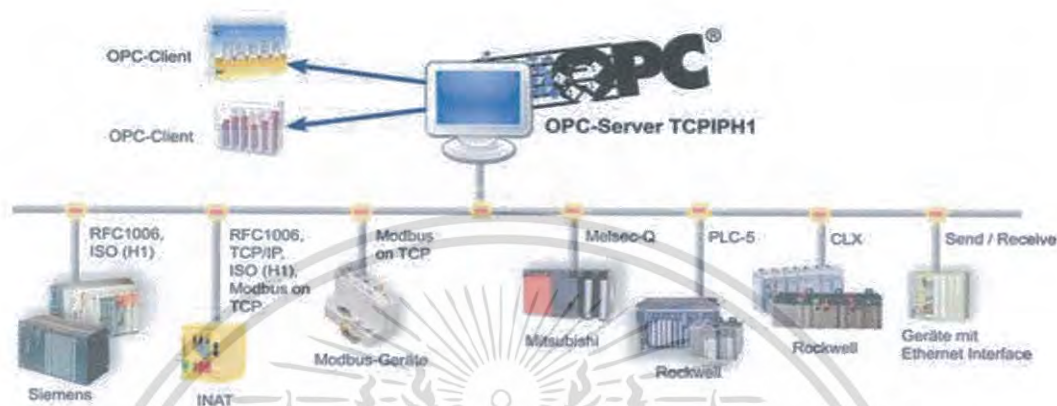 OPC-Client
OPC®
OPC-Server TCPIPH1
OPC-Client
RFC1006,
ISO (H1)
Siemens
RFC1006,
TCP/IP,
ISO (H1),
Modbus on
TCP
INAT
Modbus
on TCP
Modbus-Geräte
Melsec-Q
Mitsubishi
PLC-5
Rockwell
CLX
Rockwell
Send / Receive
Geräte mit
Ethernet Interface